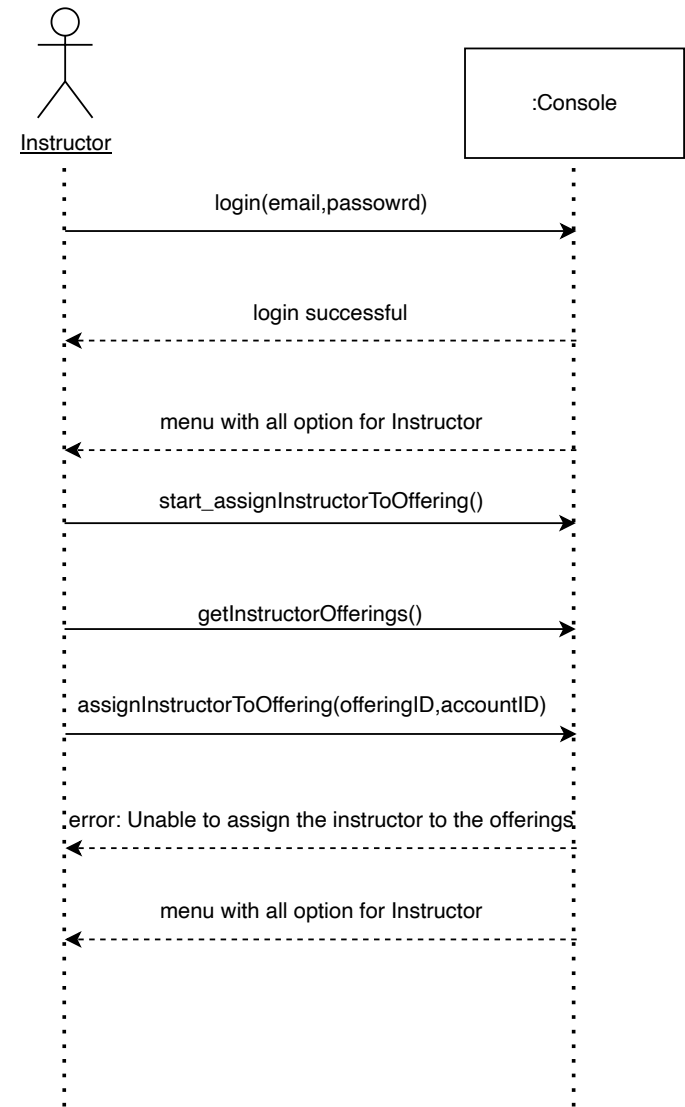 Instructor
:Console
login(email,passowrd)
login successful
menu with all option for Instructor
start_assignInstructorToOffering()
getInstructorOfferings()
assignInstructorToOffering(offeringID,accountID)
error: Unable to assign the instructor to the offerings
menu with all option for Instructor